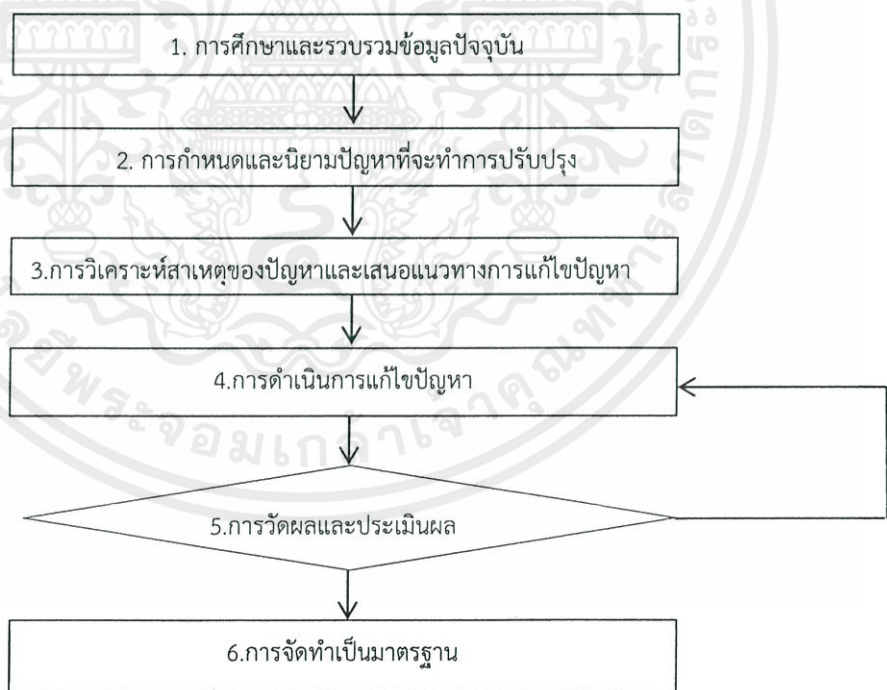 1. การศึกษาและรวบรวมข้อมูลปัจจุบัน
2. การกำหนดและนิยามปัญหาที่จะทำการปรับปรุง
3.การวิเคราะห์สาเหตุของปัญหาและเสนอแนวทางการแก้ไขปัญหา
4.การดำเนินการแก้ไขปัญหา
5.การวัดผลและประเมินผล
6.การจัดทำเป็นมาตรฐาน